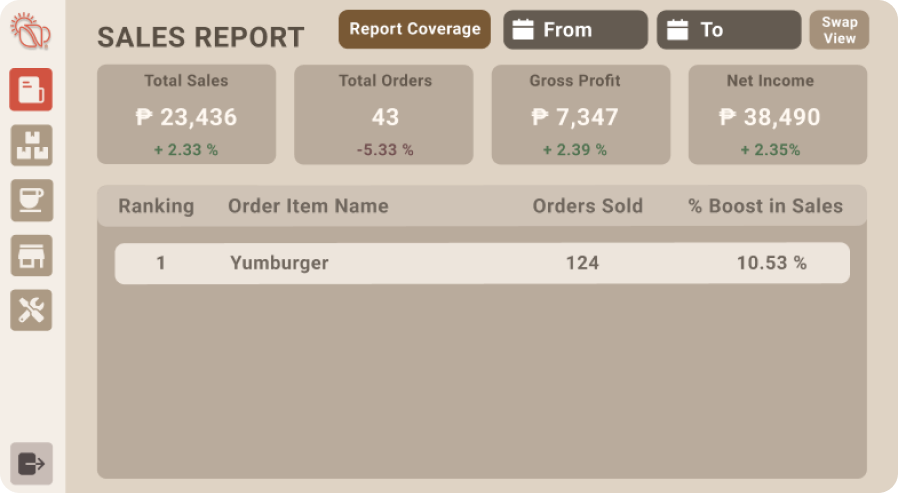 SALES REPORT
Report Coverage
From
To
Swap
View
Total Sales
₱ 23,436
+ 2.33 %
Total Orders
43
-5.33 %
Gross Profit
₱ 7,347
+ 2.39 %
Net Income
₱ 38,490
+ 2.35%
Ranking Order Item Name Orders Sold % Boost in Sales
1 Yumburger 124 10.53 %